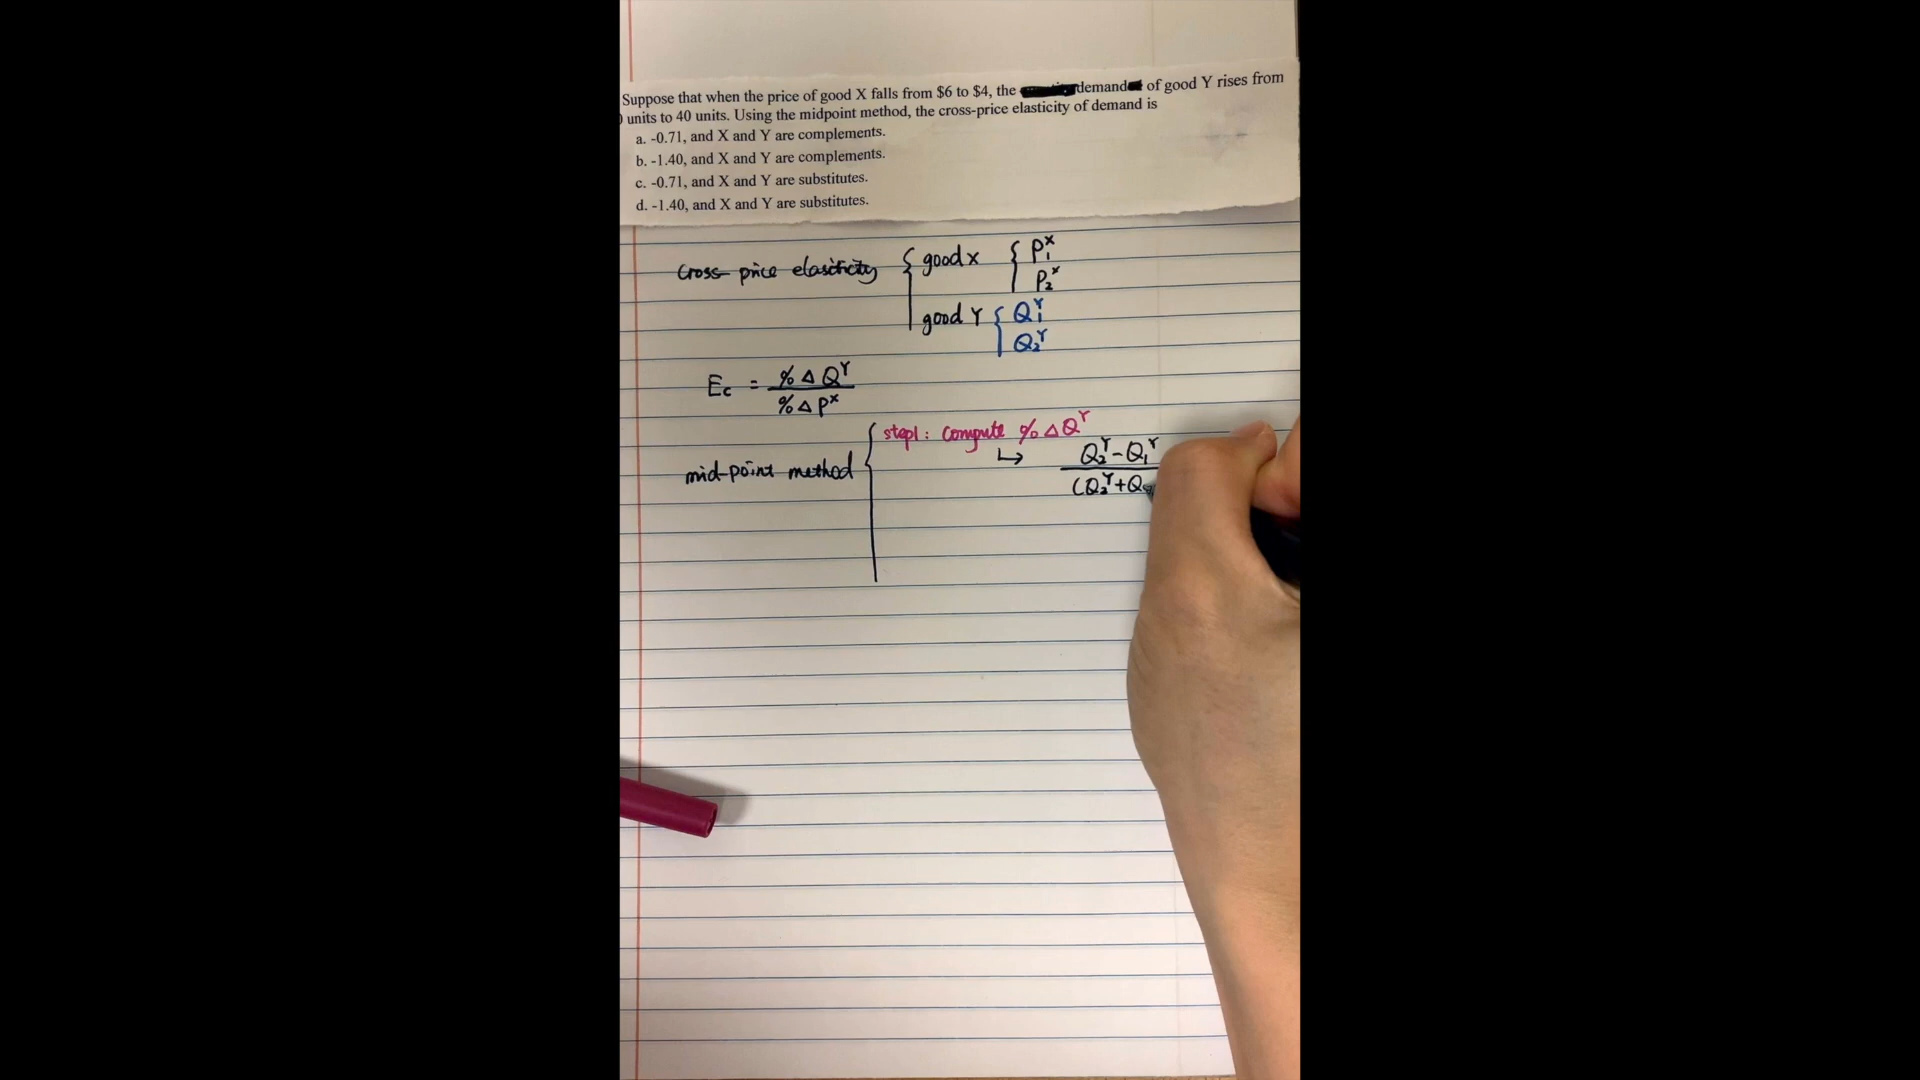 Suppose that when the price of good X falls from $6 to $4, the demand of good Y rises from
units to 40 units. Using the midpoint method, the cross-price elasticity of demand is
a. -0.71, and X and Y are complements.
b. -1.40, and X and Y are complements.
c. -0.71, and X and Y are substitutes.
d. -1.40, and X and Y are substitutes.
cross-price elasticity { good x { P₁ˣ
P₂ˣ
good Y { Q₁ʸ
Q₂ʸ
Ec = %ΔQʸ / %ΔPˣ
mid-point method { step1: Compute %ΔQʸ
↳ Q₂ʸ-Q₁ʸ
(Q₂ʸ+Q